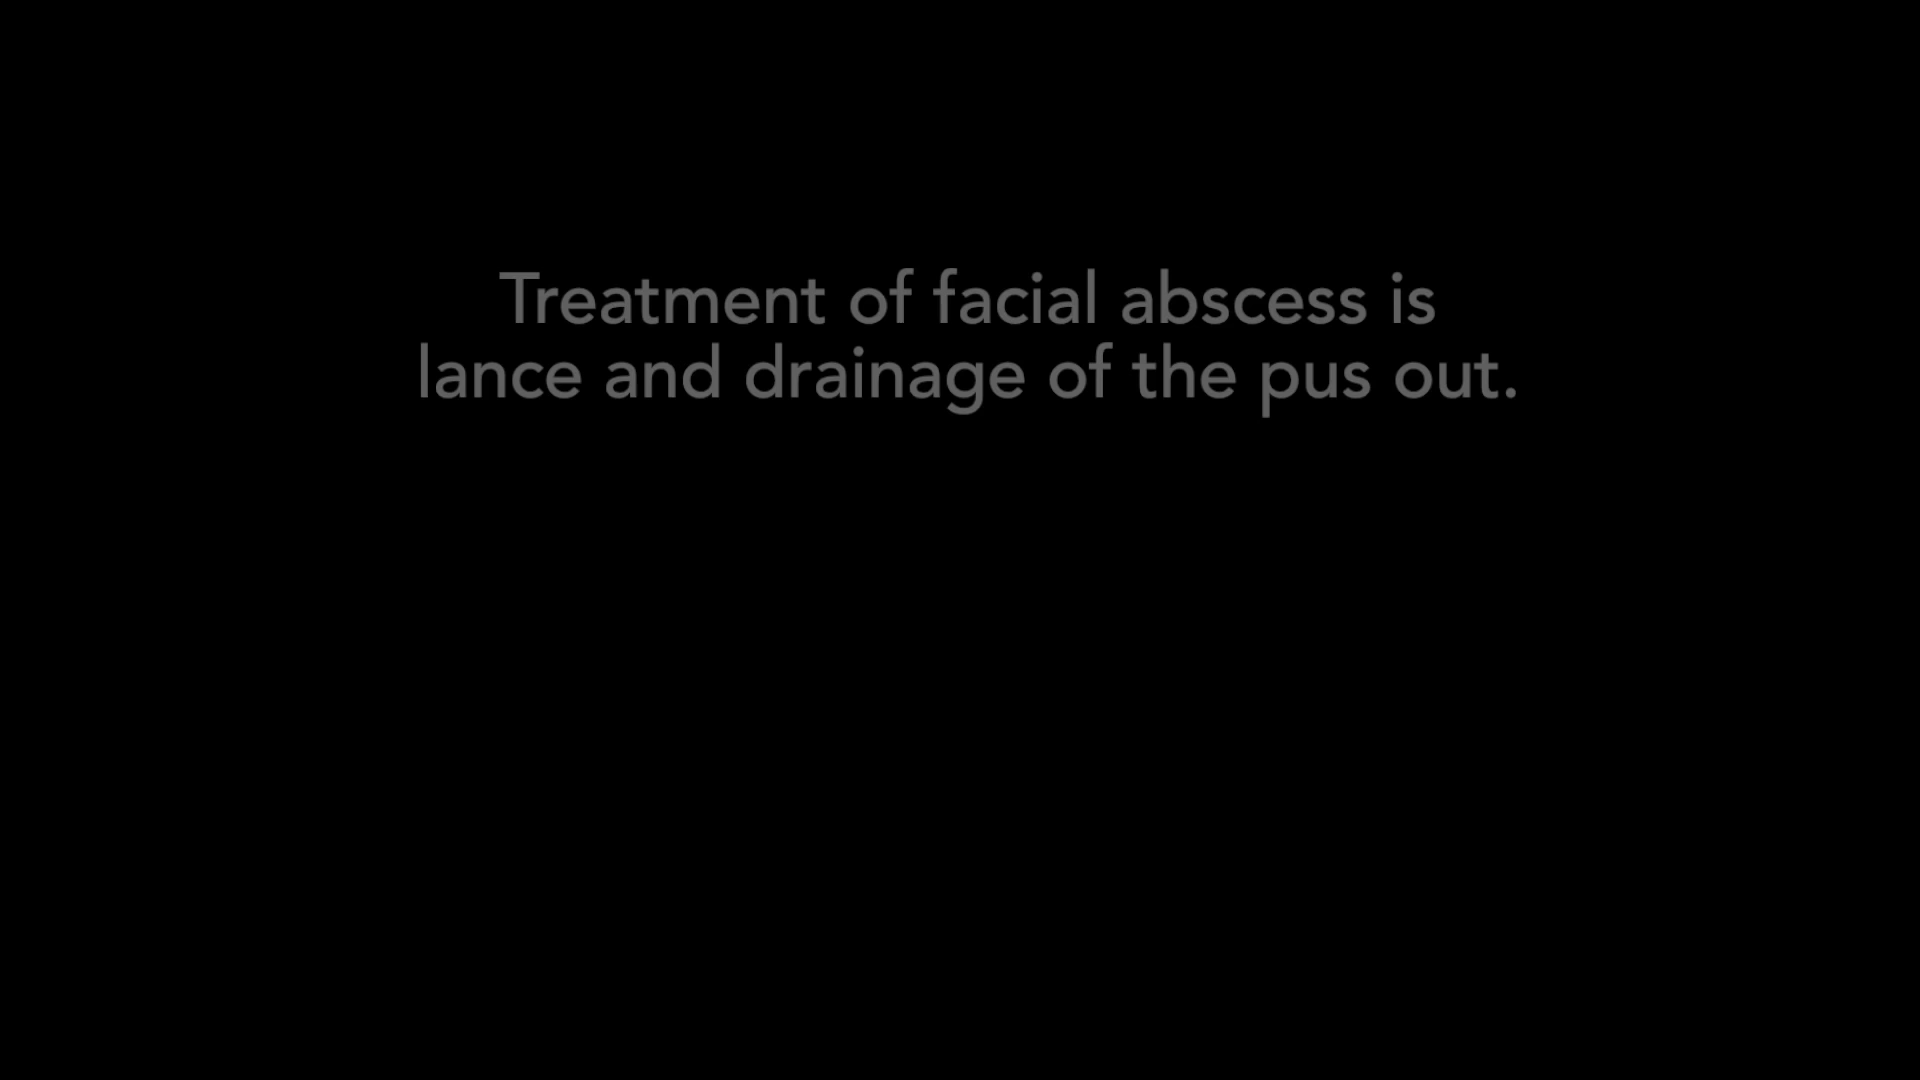 Treatment of facial abscess is
lance and drainage of the pus out.